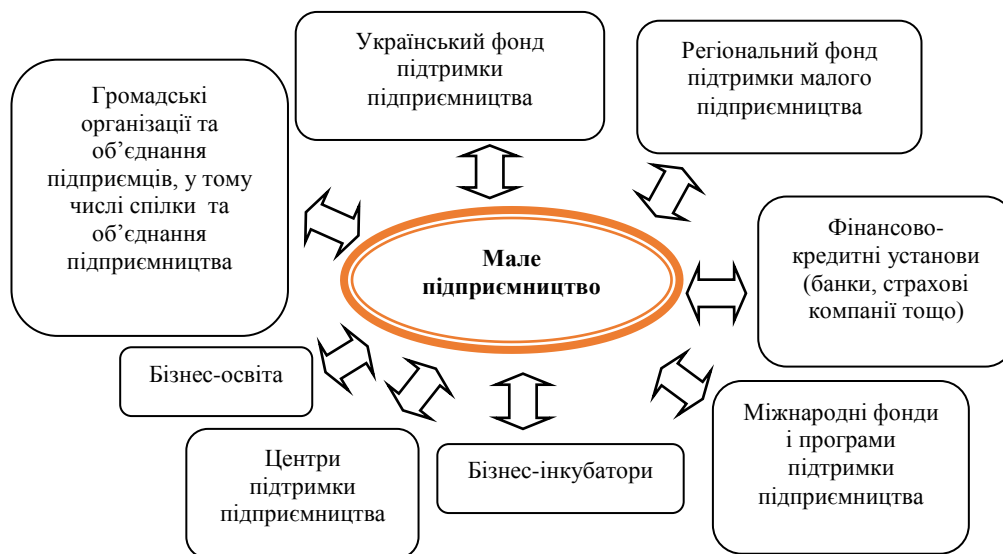 Український фонд
підтримки
підприємництва
Регіональний фонд
підтримки малого
підприємництва
Громадські
організації та
об’єднання
підприємців, у тому
числі спілки та
об’єднання
підприємництва
Мале
підприємництво
Фінансово-
кредитні установи
(банки, страхові
компанії тощо)
Бізнес-освіта
Центри
підтримки
підприємництва
Бізнес-інкубатори
Міжнародні фонди
і програми
підтримки
підприємництва